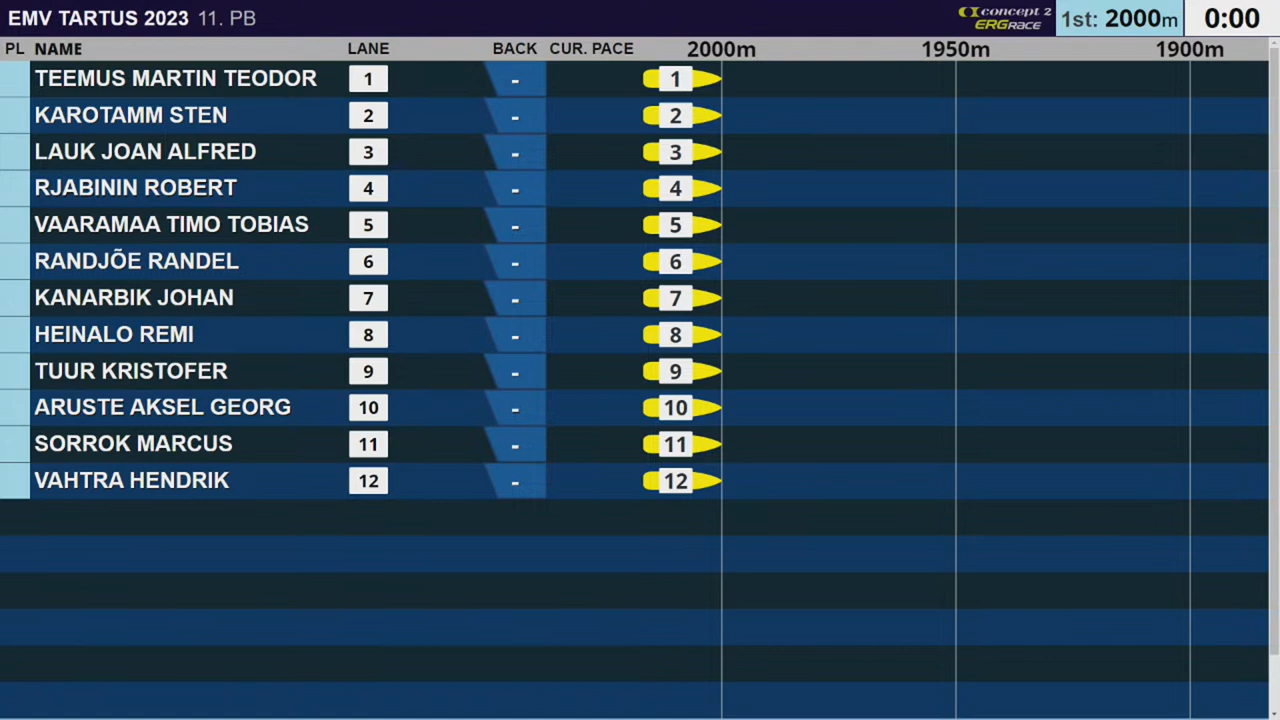 EMV TARTUS 2023 11. PB concept 2 ERGRACE 1st: 2000m 0:00
PL NAME LANE BACK CUR. PACE 2000m 1950m 1900m
TEEMUS MARTIN TEODOR 1 - 1
KAROTAMM STEN 2 - 2
LAUK JOAN ALFRED 3 - 3
RJABININ ROBERT 4 - 4
VAARAMAA TIMO TOBIAS 5 - 5
RANDJÕE RANDEL 6 - 6
KANARBIK JOHAN 7 - 7
HEINALO REMI 8 - 8
TUUR KRISTOFER 9 - 9
ARUSTE AKSEL GEORG 10 - 10
SORROK MARCUS 11 - 11
VAHTRA HENDRIK 12 - 12